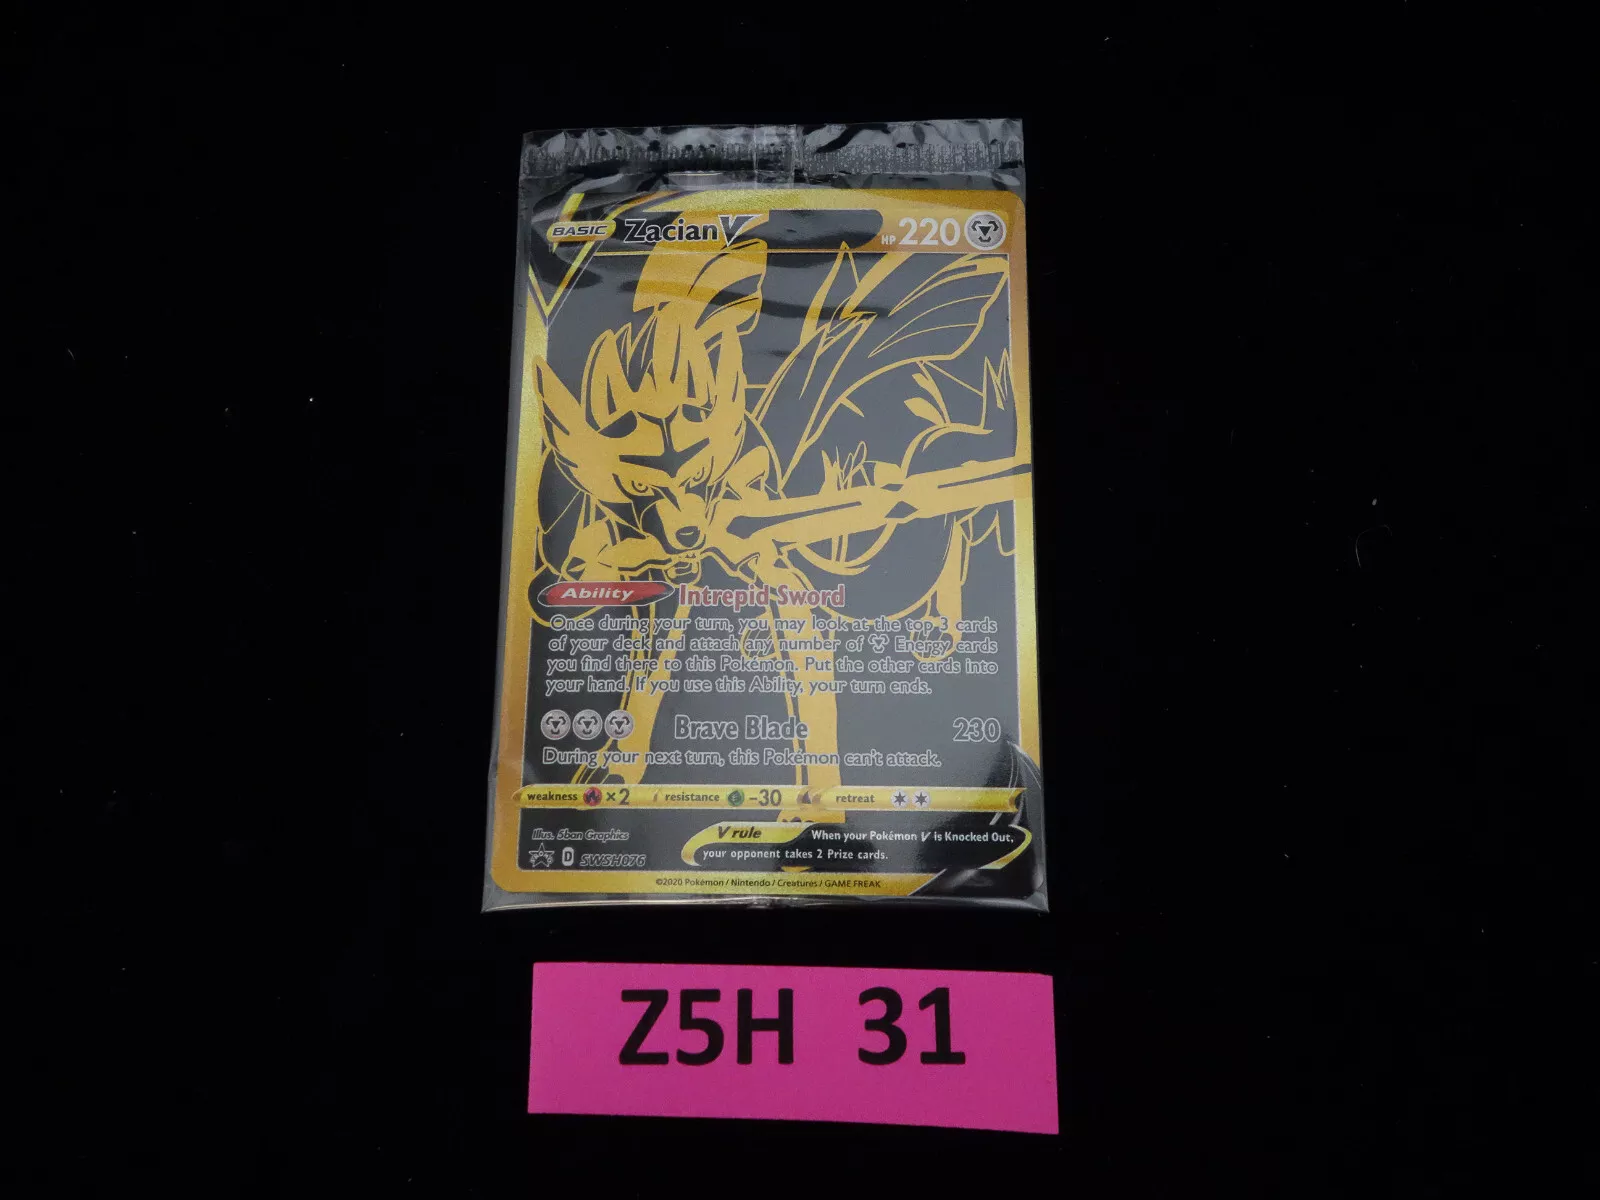 BASIC Zacian V HP 220
Ability Intrepid Sword
Once during your turn, you may look at the top 3 cards
of your deck and attach any number of Energy cards
you find there to this Pokémon. Put the other cards into
your hand. If you use this Ability, your turn ends.
Brave Blade 230
During your next turn, this Pokémon can't attack.
weakness ×2 resistance -30 retreat
Illus. Sban Graphics
V rule When your Pokémon V is Knocked Out,
your opponent takes 2 Prize cards.
D SWSH076
©2020 Pokémon / Nintendo / Creatures / GAME FREAK
Z5H 31